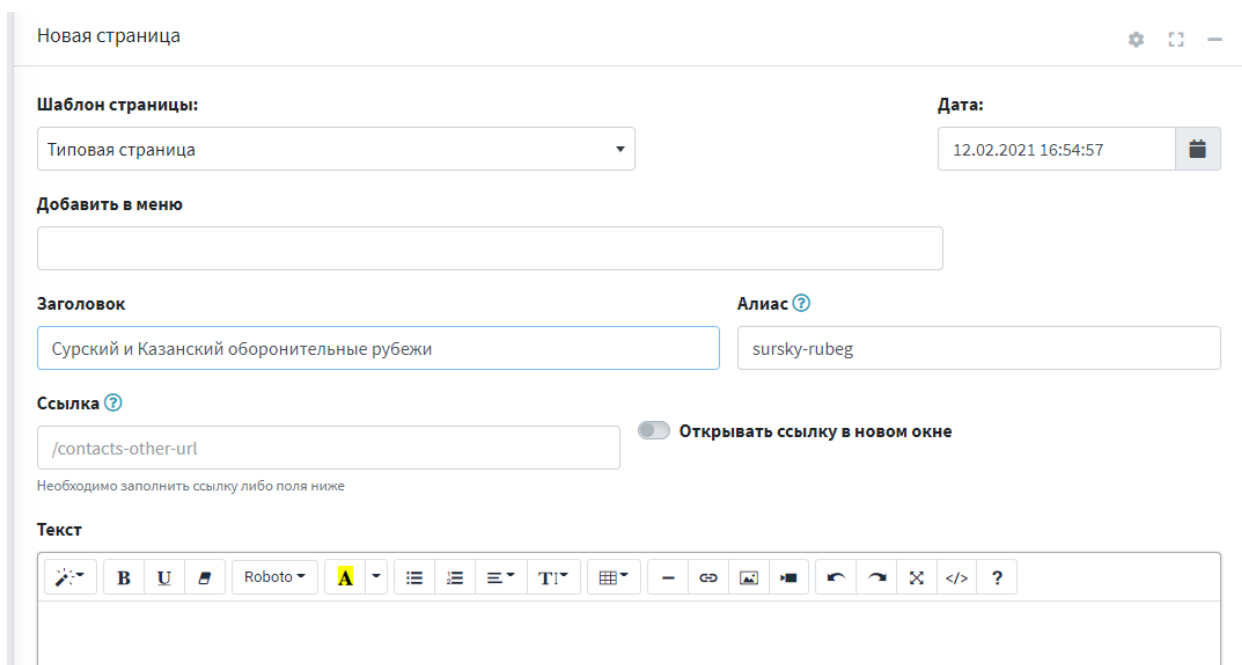 Новая страница
Шаблон страницы: Дата:
Типовая страница 12.02.2021 16:54:57
Добавить в меню
Заголовок Алиас ?
Сурский и Казанский оборонительные рубежи sursky-rubeg
Ссылка ?
Открывать ссылку в новом окне
/contacts-other-url
Необходимо заполнить ссылку либо поля ниже
Текст
B U Roboto A TI </> ?